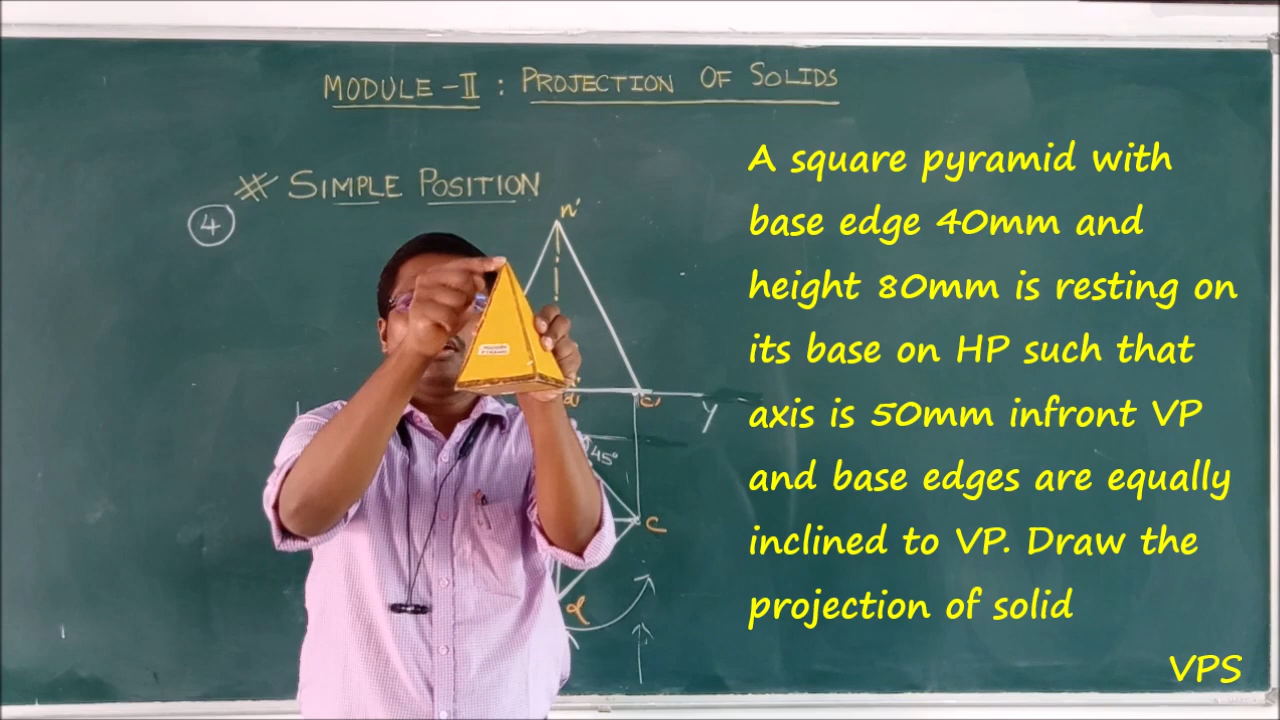 MODULE-II : PROJECTION OF SOLIDS
# SIMPLE POSITION
4
n'
A square pyramid with
base edge 40mm and
height 80mm is resting on
its base on HP such that
axis is 50mm infront VP
and base edges are equally
inclined to VP. Draw the
projection of solid
d'
c'
y
45°
c
d
VPS